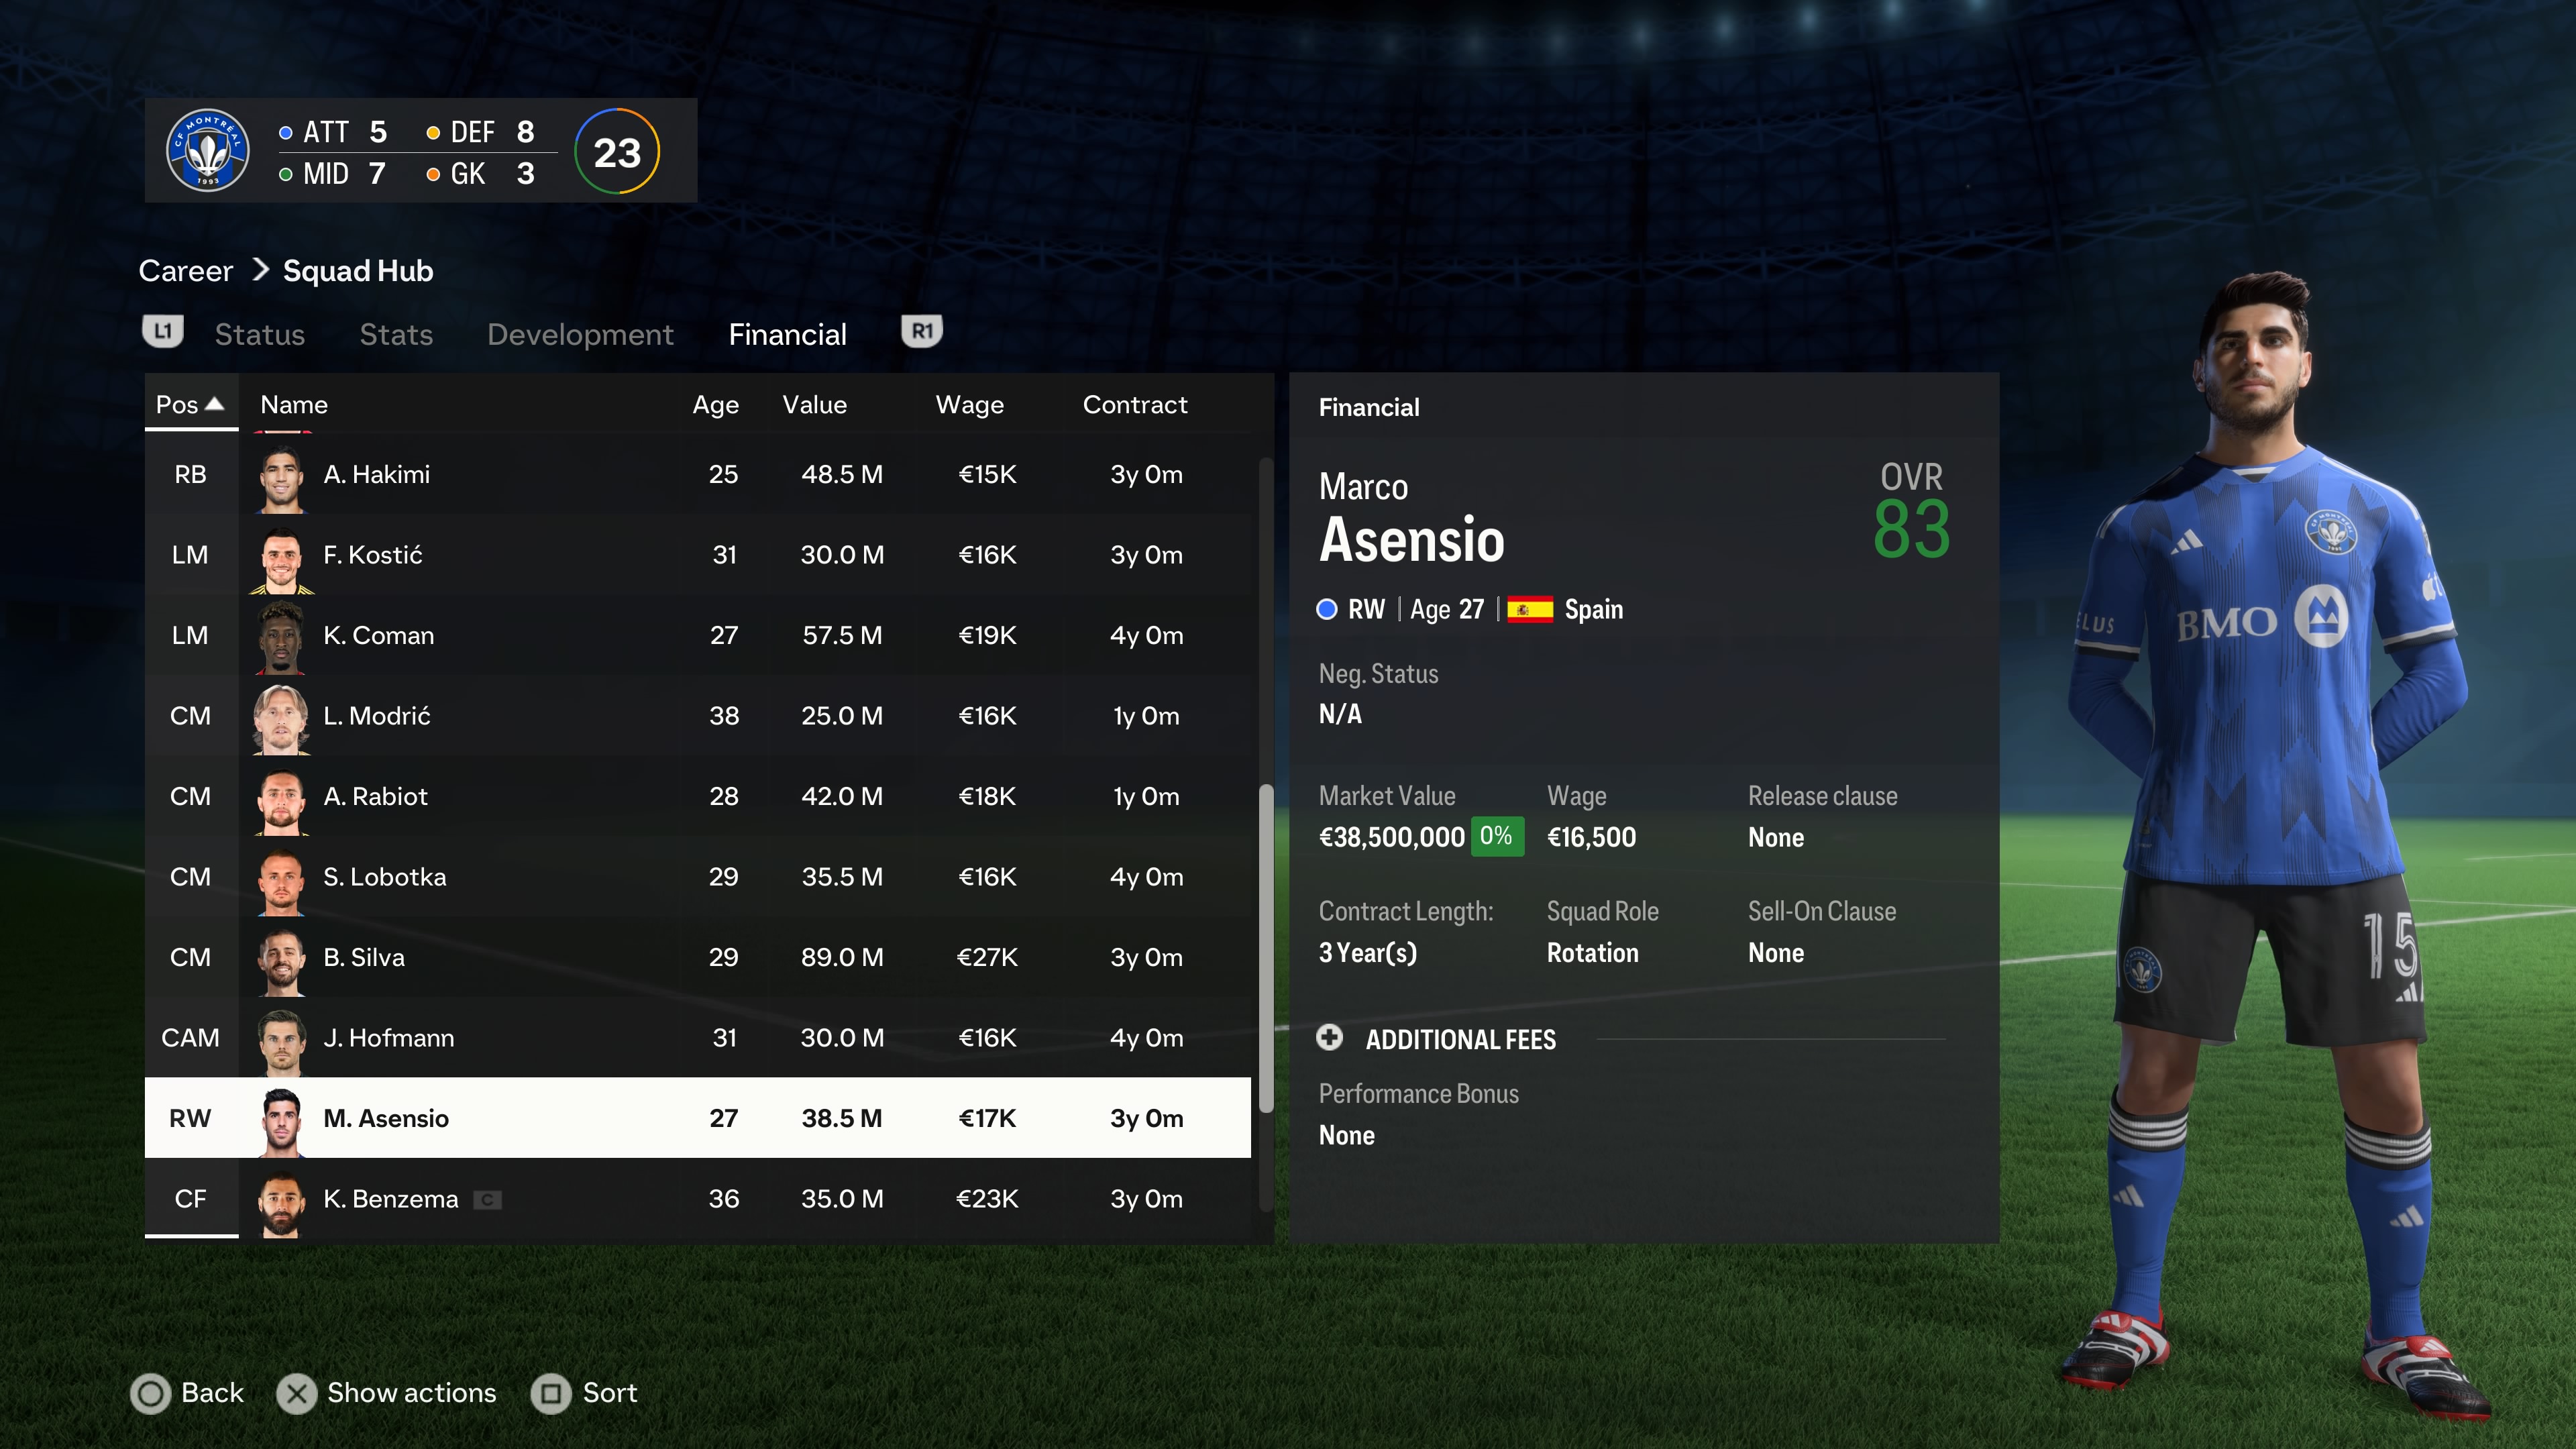 CF MONTRÉAL
1993
ATT 5 DEF 8
MID 7 GK 3
23
Career > Squad Hub
L1 Status Stats Development Financial R1
Pos Name Age Value Wage Contract
RB A. Hakimi 25 48.5 M €15K 3y 0m
LM F. Kostić 31 30.0 M €16K 3y 0m
LM K. Coman 27 57.5 M €19K 4y 0m
CM L. Modrić 38 25.0 M €16K 1y 0m
CM A. Rabiot 28 42.0 M €18K 1y 0m
CM S. Lobotka 29 35.5 M €16K 4y 0m
CM B. Silva 29 89.0 M €27K 3y 0m
CAM J. Hofmann 31 30.0 M €16K 4y 0m
RW M. Asensio 27 38.5 M €17K 3y 0m
CF K. Benzema C 36 35.0 M €23K 3y 0m
Financial
Marco
Asensio
OVR
83
RW | Age 27 | Spain
Neg. Status
N/A
Market Value Wage Release clause
€38,500,000 0% €16,500 None
Contract Length: Squad Role Sell-On Clause
3 Year(s) Rotation None
ADDITIONAL FEES
Performance Bonus
None
ELUS
BMO
15
Back Show actions Sort